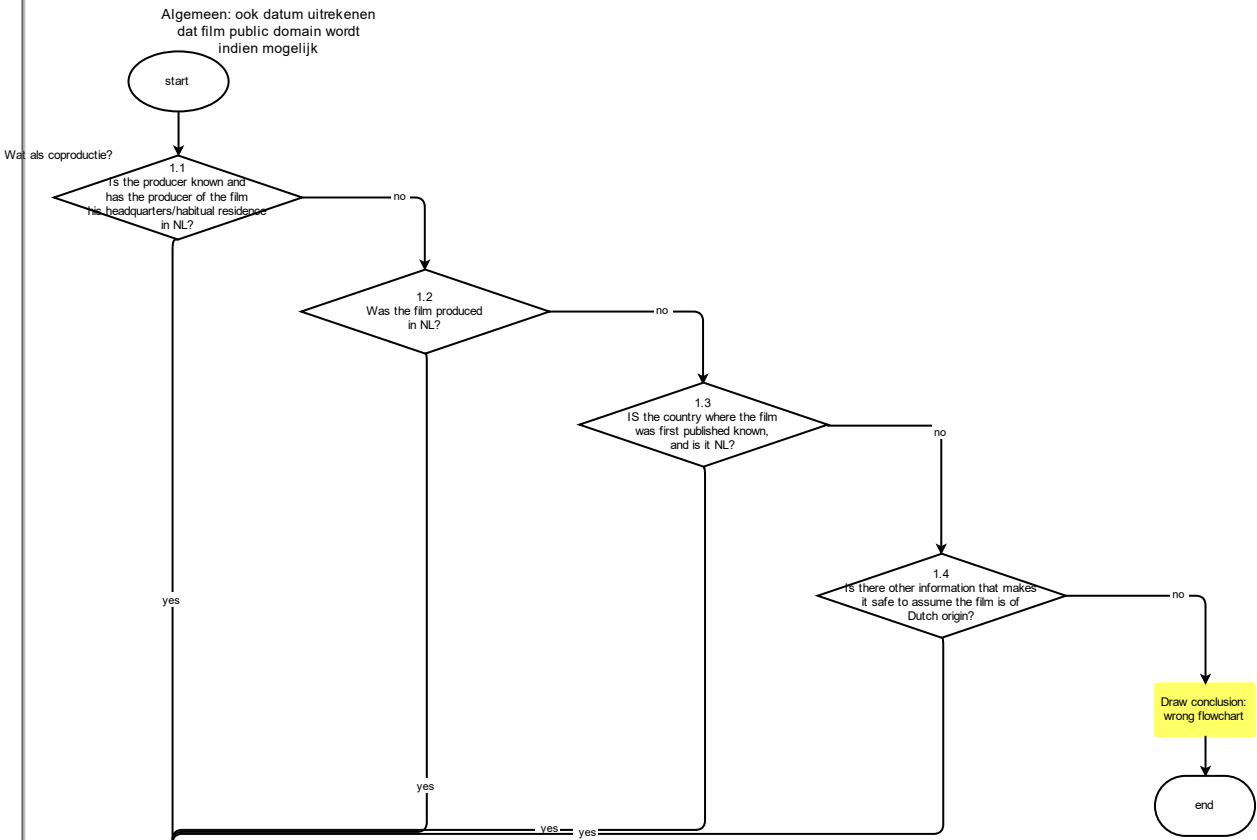 Algemeen: ook datum uitrekenen
dat film public domain wordt
indien mogelijk
start
Wat als coproductie?
1.1
Is the producer known and
has the producer of the film
his headquarters/habitual residence
in NL?
no
1.2
Was the film produced
in NL?
no
1.3
IS the country where the film
was first published known,
and is it NL?
no
1.4
Is there other information that makes
it safe to assume the film is of
Dutch origin?
no
yes
Draw conclusion:
wrong flowchart
yes
end
yes
yes